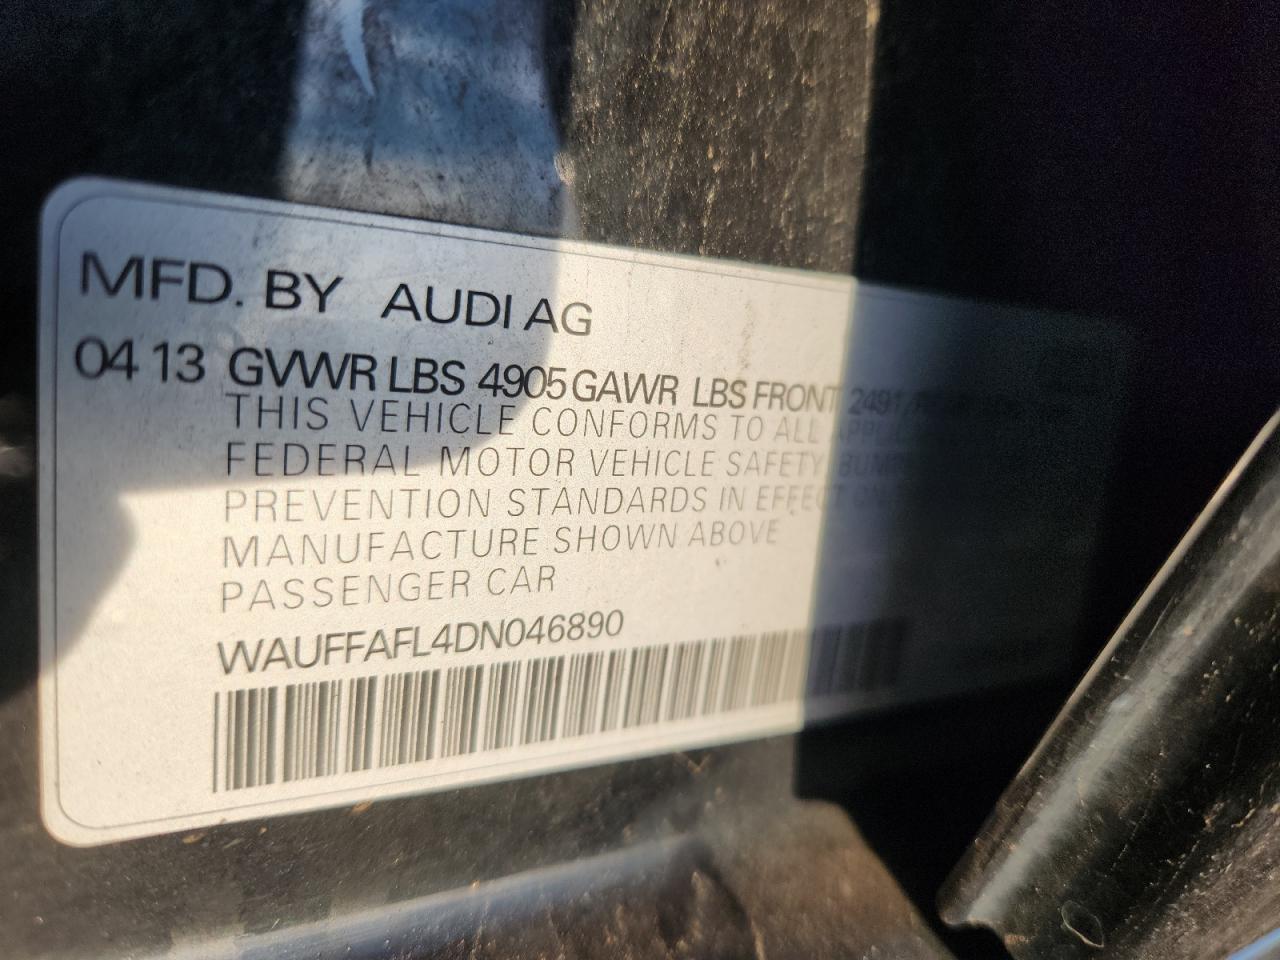 MFD. BY AUDI AG
04 13 GVWR LBS 4905 GAWR LBS FRONT 2491
THIS VEHICLE CONFORMS TO ALL
FEDERAL MOTOR VEHICLE SAFETY
PREVENTION STANDARDS IN EFFECT ON
MANUFACTURE SHOWN ABOVE
PASSENGER CAR
WAUFFAFL4DN046890